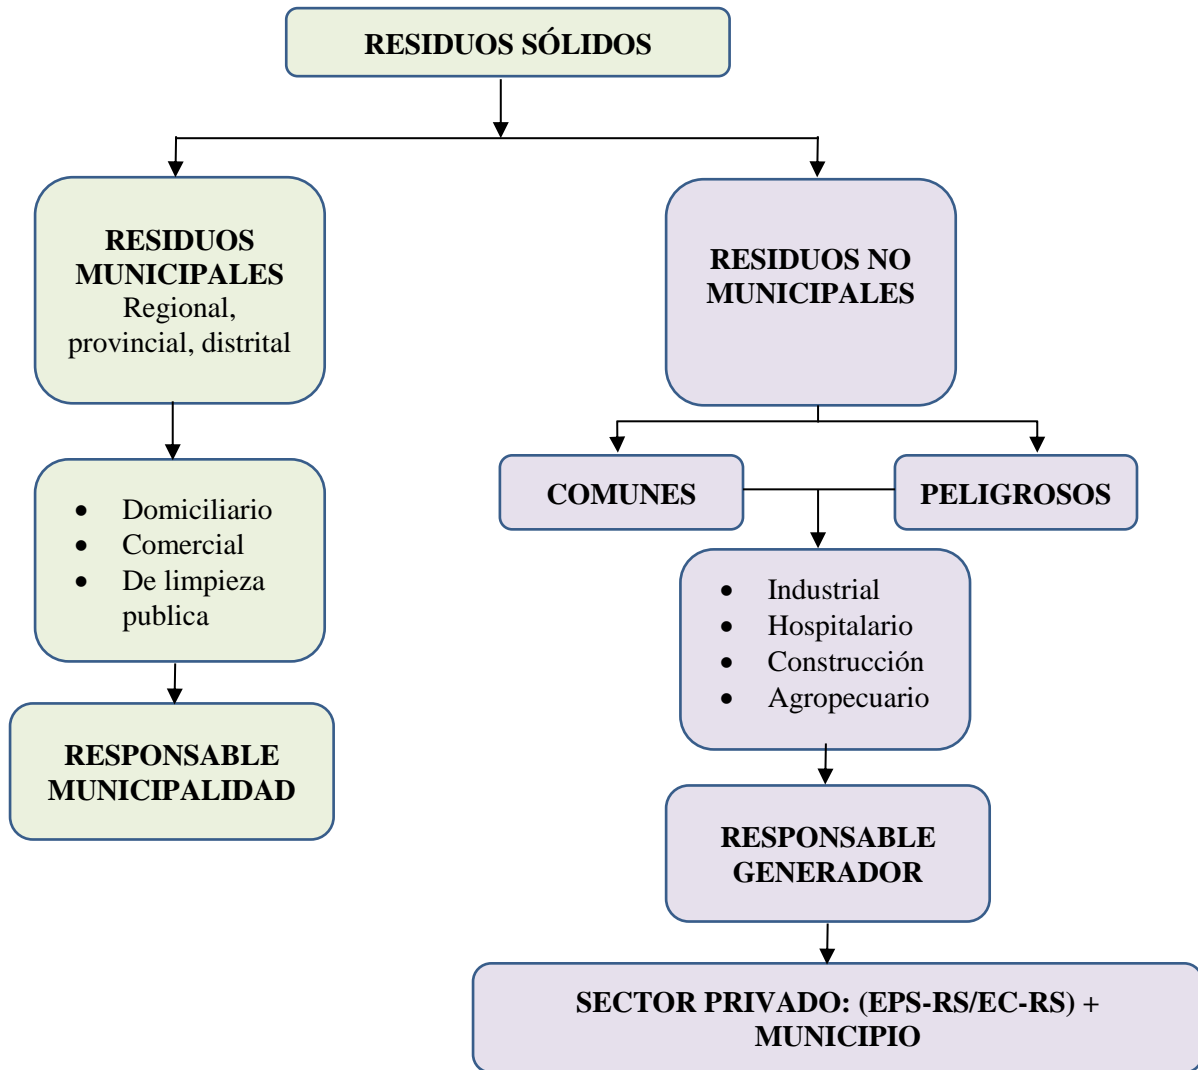 RESIDUOS SÓLIDOS
RESIDUOS
MUNICIPALES
Regional,
provincial, distrital
RESIDUOS NO
MUNICIPALES
COMUNES
PELIGROSOS
• Domiciliario
• Comercial
• De limpieza
publica
• Industrial
• Hospitalario
• Construcción
• Agropecuario
RESPONSABLE
MUNICIPALIDAD
RESPONSABLE
GENERADOR
SECTOR PRIVADO: (EPS-RS/EC-RS) +
MUNICIPIO